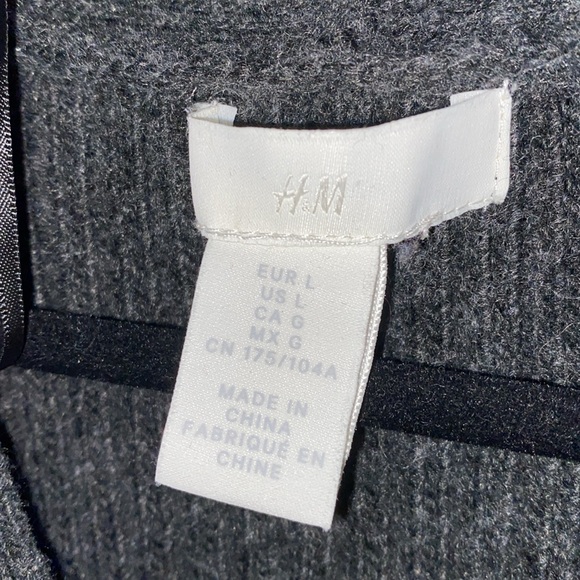 H&M
EUR L
US L
CA G
MX G
CN 175/104A
MADE IN
CHINA
FABRIQUÉ EN
CHINE